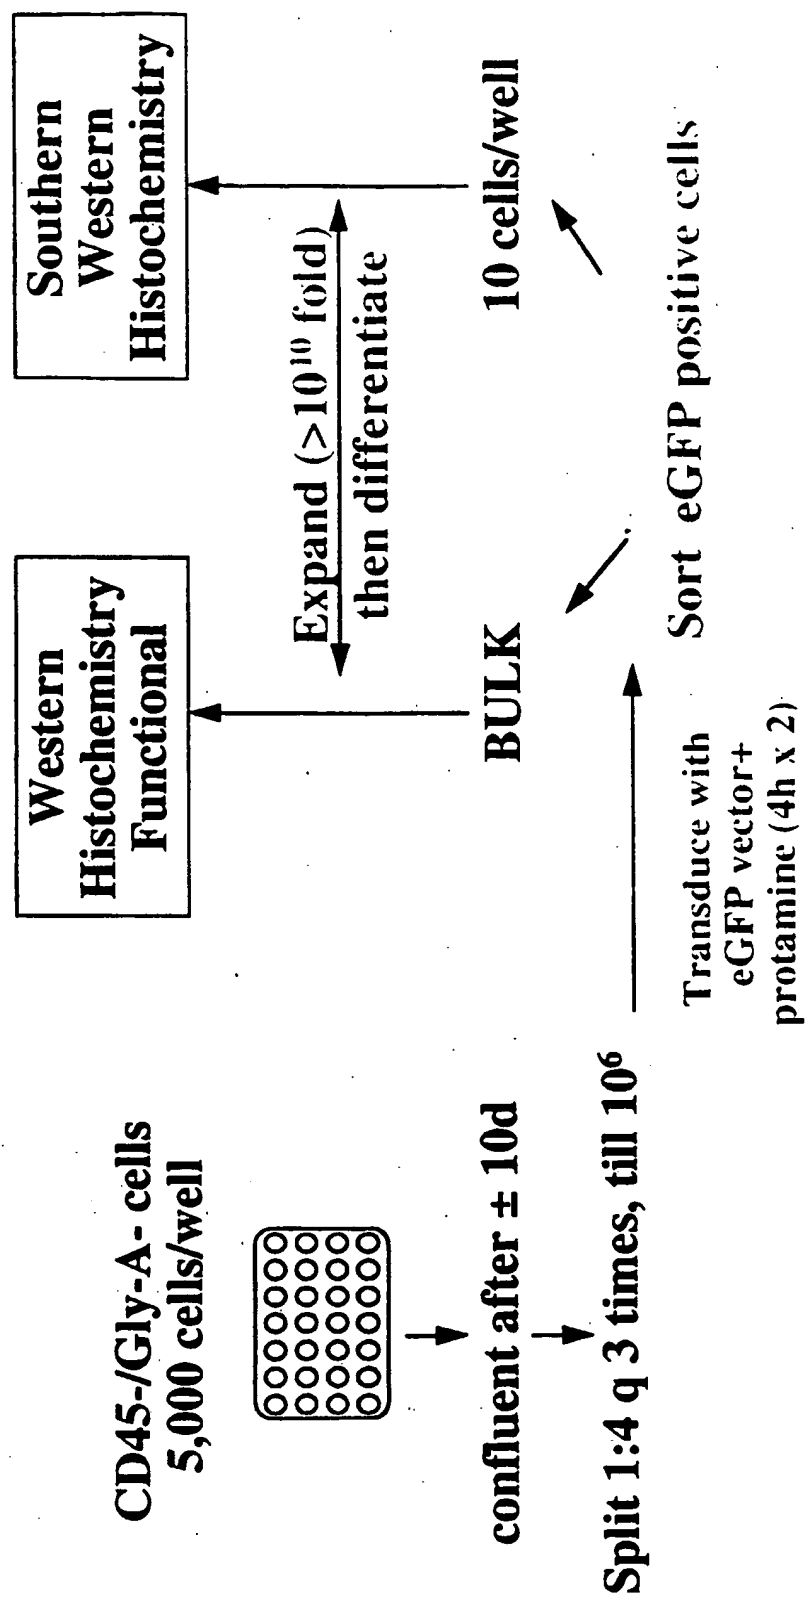 CD45-/Gly-A- cells
5,000 cells/well
confluent after ± 10d
Split 1:4 q 3 times, till 10⁶
Transduce with
eGFP vector+
protamine (4h x 2)
Sort eGFP positive cells
BULK
10 cells/well
Expand (>10¹⁰ fold)
then differentiate
Western
Histochemistry
Functional
Southern
Western
Histochemistry